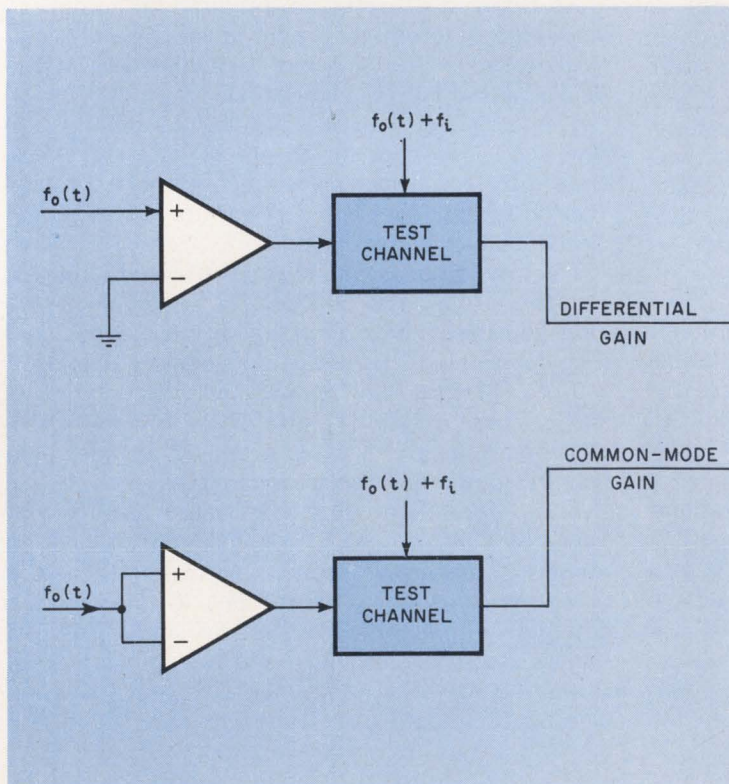 f₀(t) + fᵢ
f₀(t)
+
−
TEST
CHANNEL
DIFFERENTIAL
GAIN
COMMON-MODE
GAIN
f₀(t) + fᵢ
f₀(t)
+
−
TEST
CHANNEL